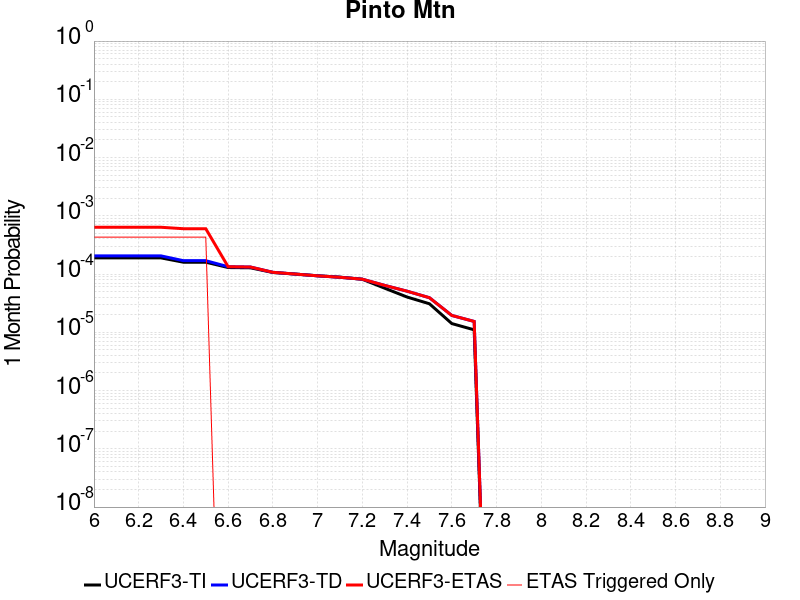 Pinto Mtn
1 Month Probability
10^0
10^-1
10^-2
10^-3
10^-4
10^-5
10^-6
10^-7
10^-8
6 6.2 6.4 6.6 6.8 7 7.2 7.4 7.6 7.8 8 8.2 8.4 8.6 8.8 9
Magnitude
UCERF3-TI UCERF3-TD UCERF3-ETAS ETAS Triggered Only